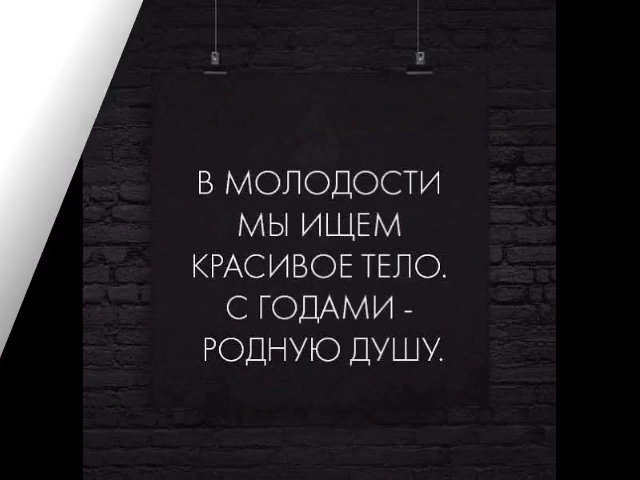 В МОЛОДОСТИ
МЫ ИЩЕМ
КРАСИВОЕ ТЕЛО.
С ГОДАМИ -
РОДНУЮ ДУШУ.